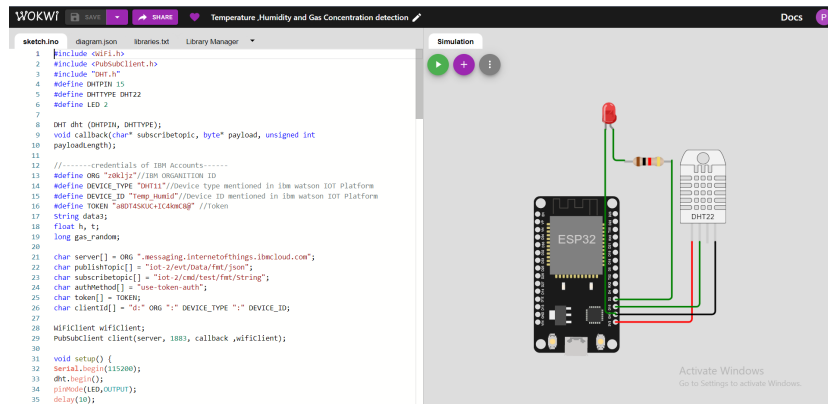 WOKWI SAVE SHARE Temperature ,Humidity and Gas Concentration detection Docs P
sketch.ino diagram.json libraries.txt Library Manager Simulation
1 #include <WiFi.h>
2 #include <PubSubClient.h>
3 #include "DHT.h"
4 #define DHTPIN 15
5 #define DHTTYPE DHT22
6 #define LED 2
7
8 DHT dht (DHTPIN, DHTTYPE);
9 void callback(char* subscribetopic, byte* payload, unsigned int
10 payloadLength);
11
12 //-------credentials of IBM Accounts------
13 #define ORG "z0kljz"//IBM ORGANITION ID
14 #define DEVICE_TYPE "DHT11"//Device type mentioned in ibm watson IOT Platform
15 #define DEVICE_ID "Temp_Humid"//Device ID mentioned in ibm watson IOT Platform
16 #define TOKEN "a8DT4SKUC+IC4kmC8@" //Token
17 String data3;
18 float h, t;
19 long gas_random;
20
21 char server[] = ORG ".messaging.internetofthings.ibmcloud.com";
22 char publishTopic[] = "iot-2/evt/Data/fmt/json";
23 char subscribetopic[] = "iot-2/cmd/test/fmt/String";
24 char authMethod[] = "use-token-auth";
25 char token[] = TOKEN;
26 char clientId[] = "d:" ORG ":" DEVICE_TYPE ":" DEVICE_ID;
27
28 WiFiClient wifiClient;
29 PubSubClient client(server, 1883, callback ,wifiClient);
30
31 void setup() {
32 Serial.begin(115200);
33 dht.begin();
34 pinMode(LED,OUTPUT);
35 delay(10);
ESP32
DHT22
Activate Windows
Go to Settings to activate Windows.